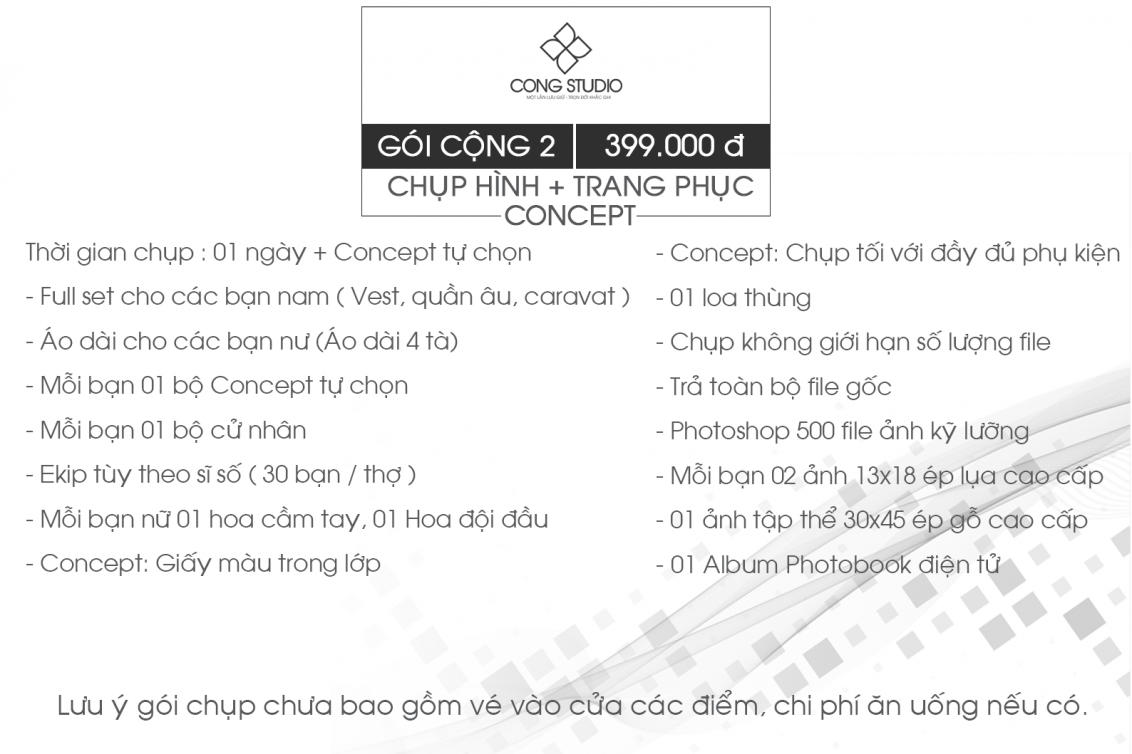 CONG STUDIO
MỘT LẦN LƯU GIỮ - TRỌN ĐỜI KHẮC GHI
GÓI CỘNG 2 399.000 đ
CHỤP HÌNH + TRANG PHỤC
CONCEPT
Thời gian chụp : 01 ngày + Concept tự chọn
- Full set cho các bạn nam ( Vest, quần âu, caravat )
- Áo dài cho các bạn nư (Áo dài 4 tà)
- Mỗi bạn 01 bộ Concept tự chọn
- Mỗi bạn 01 bộ cử nhân
- Ekip tùy theo sĩ số ( 30 bạn / thợ )
- Mỗi bạn nữ 01 hoa cầm tay, 01 Hoa đội đầu
- Concept: Giấy màu trong lớp
- Concept: Chụp tối với đầy đủ phụ kiện
- 01 loa thùng
- Chụp không giới hạn số lượng file
- Trả toàn bộ file gốc
- Photoshop 500 file ảnh kỹ lưỡng
- Mỗi bạn 02 ảnh 13x18 ép lụa cao cấp
- 01 ảnh tập thể 30x45 ép gỗ cao cấp
- 01 Album Photobook điện tử
Lưu ý gói chụp chưa bao gồm vé vào cửa các điểm, chi phí ăn uống nếu có.